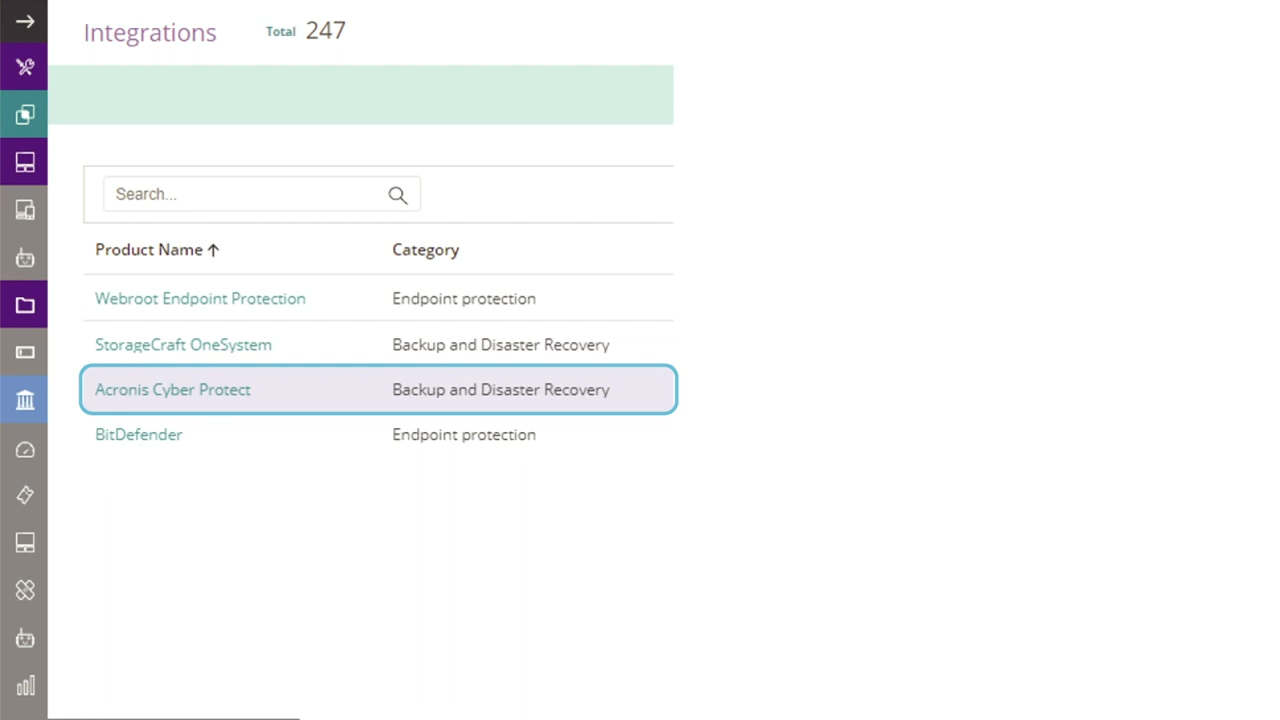 Integrations Total 247
Search...
Product Name ↑ Category
Webroot Endpoint Protection Endpoint protection
StorageCraft OneSystem Backup and Disaster Recovery
Acronis Cyber Protect Backup and Disaster Recovery
BitDefender Endpoint protection